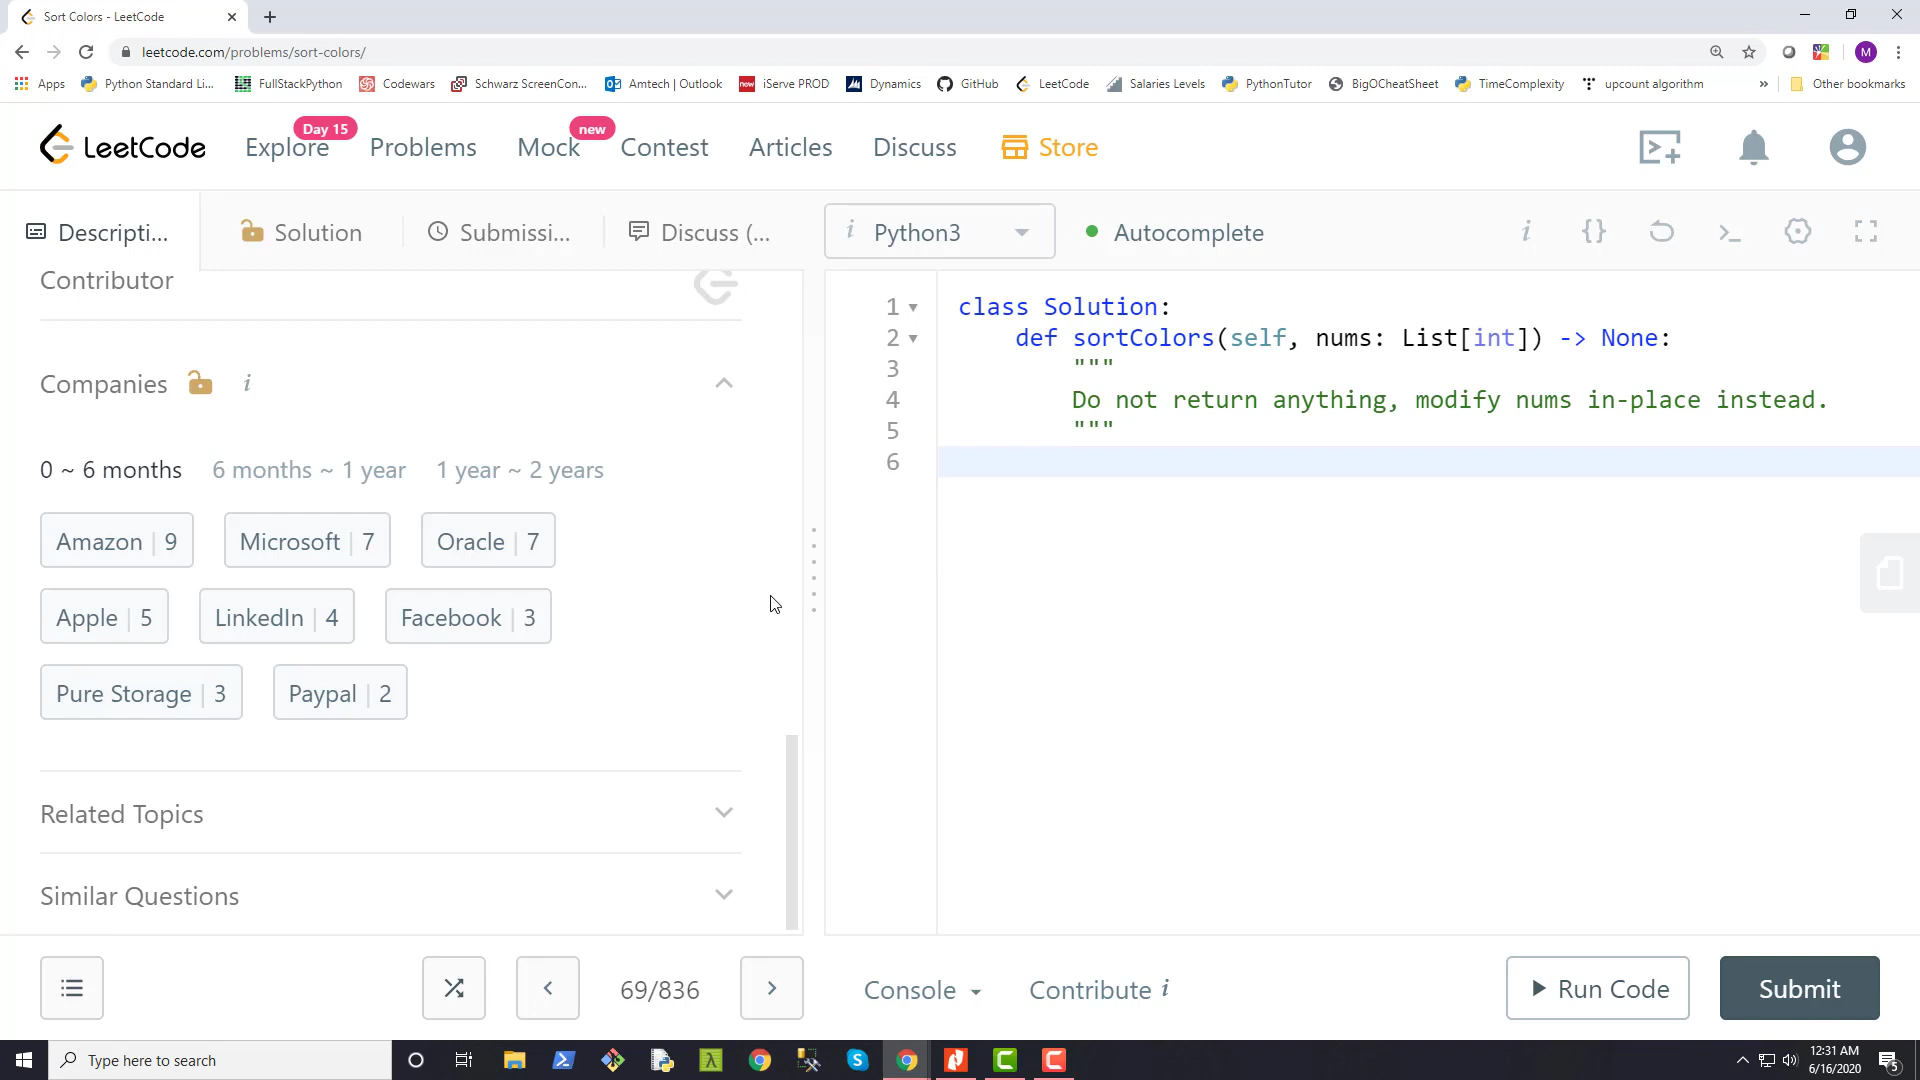 Sort Colors - LeetCode
leetcode.com/problems/sort-colors/
M
Apps Python Standard Li... FullStackPython Codewars Schwarz ScreenCon... Amtech | Outlook now iServe PROD Dynamics GitHub LeetCode Salaries Levels PythonTutor BigOCheatSheet TimeComplexity upcount algorithm » Other bookmarks
Day 15 new
LeetCode Explore Problems Mock Contest Articles Discuss Store
Descripti... Solution Submissi... Discuss (... i Python3 Autocomplete i {}
Contributor
Companies i
0 ~ 6 months 6 months ~ 1 year 1 year ~ 2 years
Amazon | 9 Microsoft | 7 Oracle | 7
Apple | 5 LinkedIn | 4 Facebook | 3
Pure Storage | 3 Paypal | 2
Related Topics
Similar Questions
1 class Solution:
2 def sortColors(self, nums: List[int]) -> None:
3 """
4 Do not return anything, modify nums in-place instead.
5 """
6
69/836 Console Contribute i Run Code Submit
Type here to search
12:31 AM
6/16/2020
5